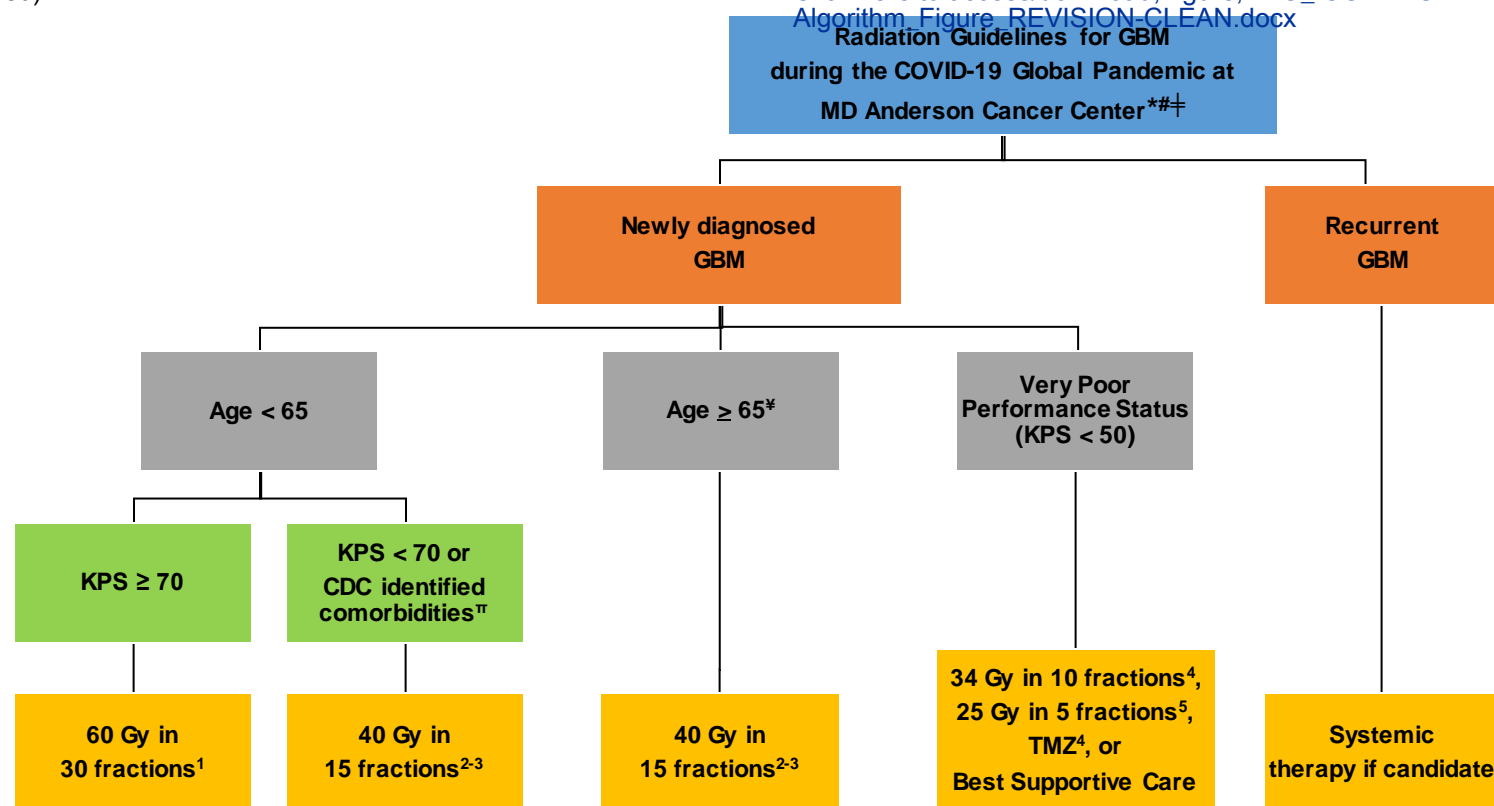 Algorithm_Figure_REVISION-CLEAN.docx
Radiation Guidelines for GBM
during the COVID-19 Global Pandemic at
MD Anderson Cancer Center*#ǂ
Newly diagnosed
GBM
Recurrent
GBM
Age < 65
Age ≥ 65¥
Very Poor
Performance Status
(KPS < 50)
KPS ≥ 70
KPS < 70 or
CDC identified
comorbiditiesπ
60 Gy in
30 fractions1
40 Gy in
15 fractions2-3
40 Gy in
15 fractions2-3
34 Gy in 10 fractions4,
25 Gy in 5 fractions5,
TMZ4, or
Best Supportive Care
Systemic
therapy if candidate